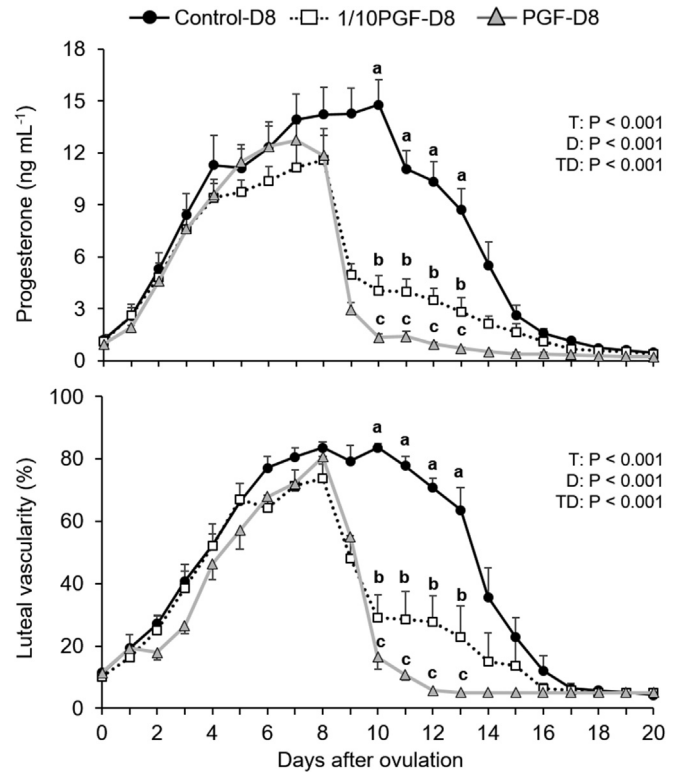 Control-D8 1/10PGF-D8 PGF-D8
Progesterone (ng mL⁻¹)
18
15
12
9
6
3
0
a
a
a
a
b
b
b
b
c
c
c
c
T: P < 0.001
D: P < 0.001
TD: P < 0.001
Luteal vascularity (%)
100
80
60
40
20
0
a
a
a
a
b
b
b
b
c
c
c
c
T: P < 0.001
D: P < 0.001
TD: P < 0.001
0 2 4 6 8 10 12 14 16 18 20
Days after ovulation